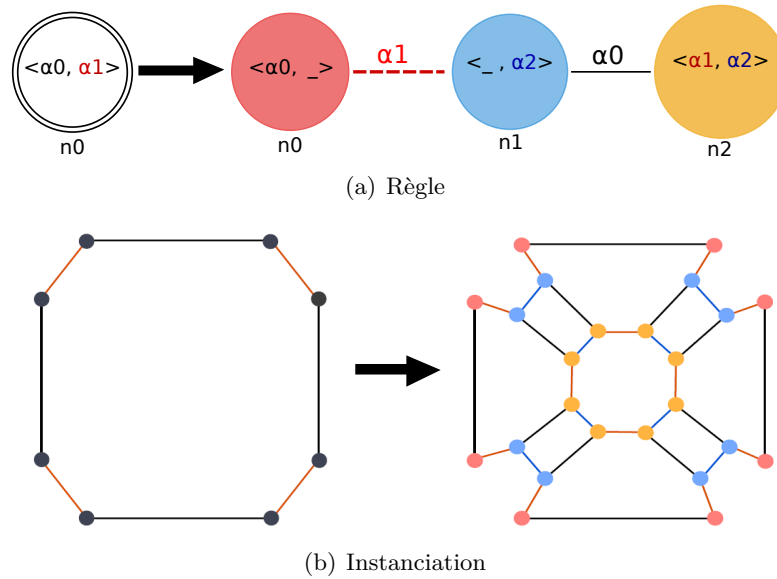 <α0, α1>
n0
<α0, _>
n0
α1
<_ , α2>
n1
α0
<α1, α2>
n2
(a) Règle
(b) Instanciation